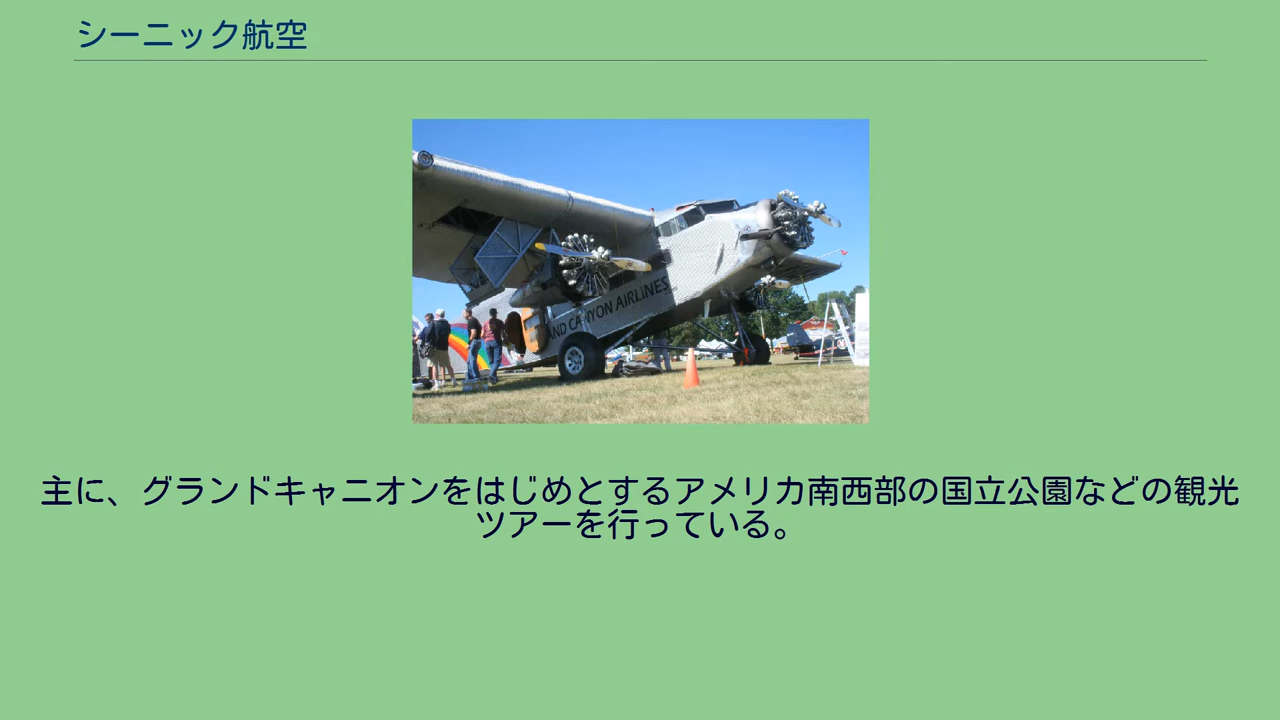 シーニック航空
AND CANYON AIRLINES
主に、グランドキャニオンをはじめとするアメリカ南西部の国立公園などの観光
ツアーを行っている。